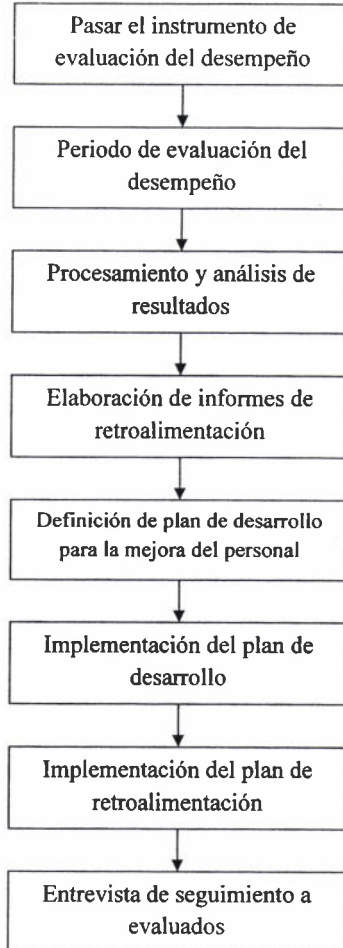 Pasar el instrumento de
evaluación del desempeño
Periodo de evaluación del
desempeño
Procesamiento y análisis de
resultados
Elaboración de informes de
retroalimentación
Definición de plan de desarrollo
para la mejora del personal
Implementación del plan de
desarrollo
Implementación del plan de
retroalimentación
Entrevista de seguimiento a
evaluados